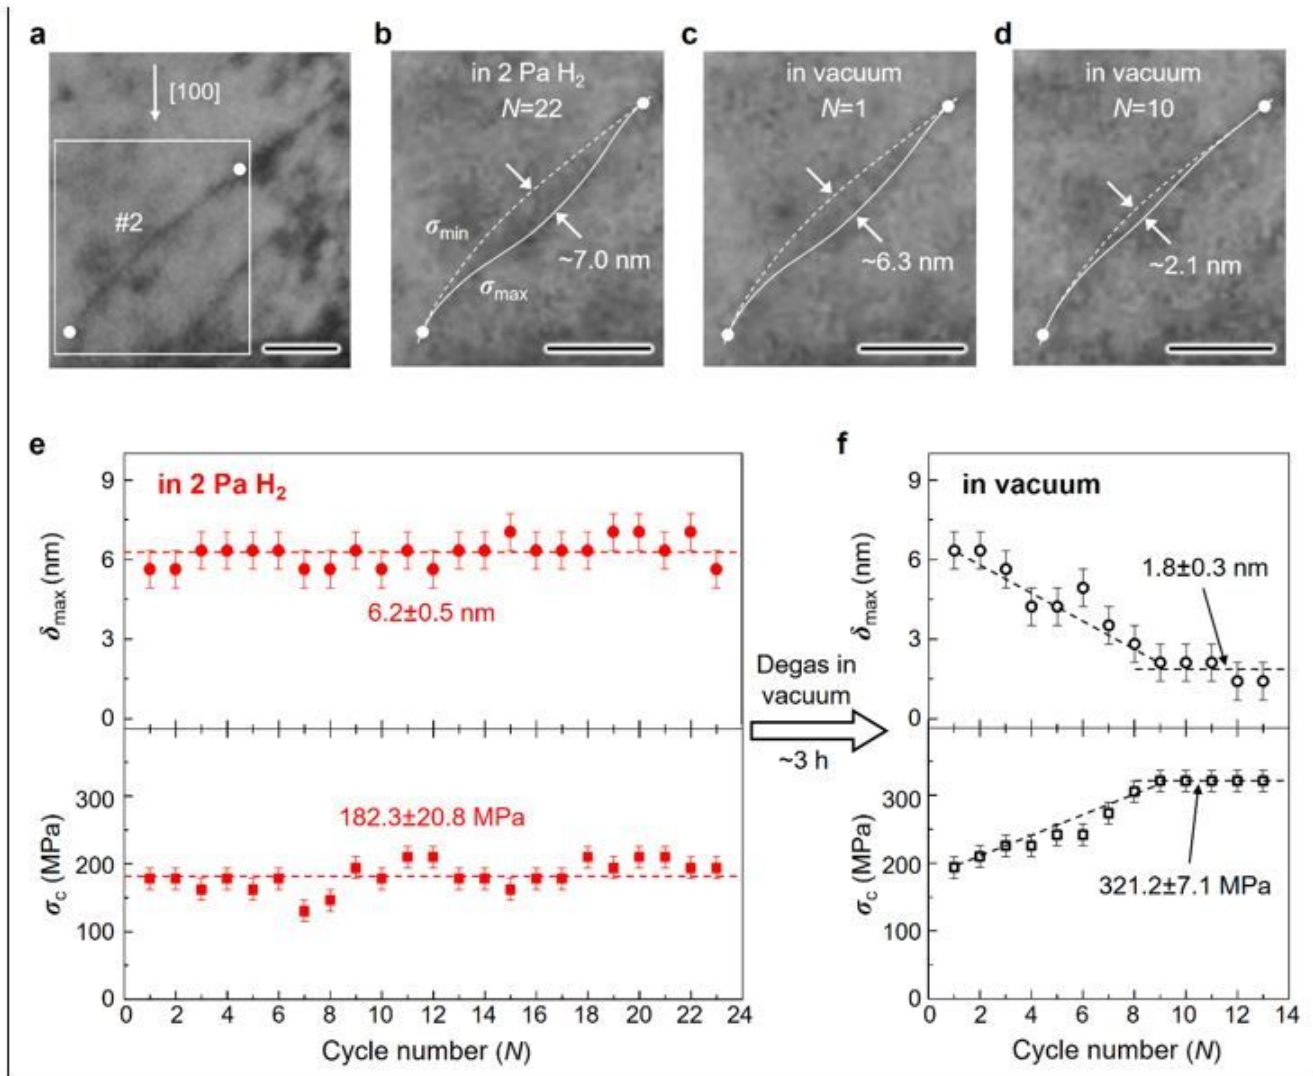 a
[100]
#2
b
in 2 Pa H₂
N=22
σmin
σmax
~7.0 nm
c
in vacuum
N=1
~6.3 nm
d
in vacuum
N=10
~2.1 nm
e
in 2 Pa H₂
δmax (nm)
9
6
3
0
6.2±0.5 nm
σc (MPa)
300
200
100
0
182.3±20.8 MPa
0 2 4 6 8 10 12 14 16 18 20 22 24
Cycle number (N)
Degas in
vacuum
~3 h
f
in vacuum
δmax (nm)
9
6
3
0
1.8±0.3 nm
σc (MPa)
300
200
100
0
321.2±7.1 MPa
0 2 4 6 8 10 12 14
Cycle number (N)